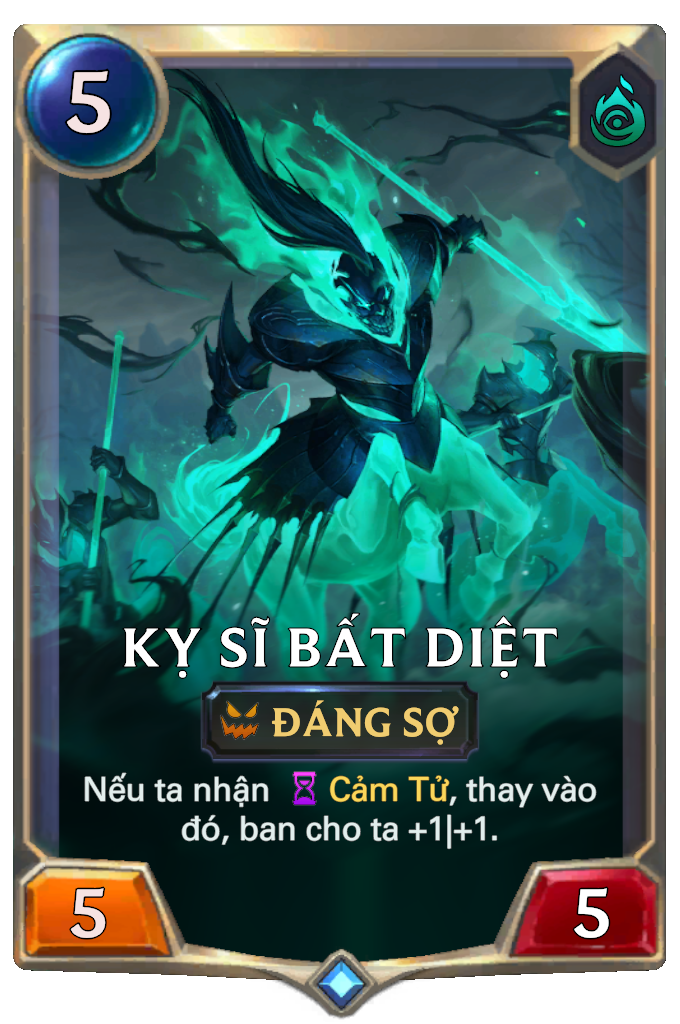 5
KỴ SĨ BẤT DIỆT
ĐÁNG SỢ
Nếu ta nhận Cảm Tử, thay vào
đó, ban cho ta +1|+1.
5
5